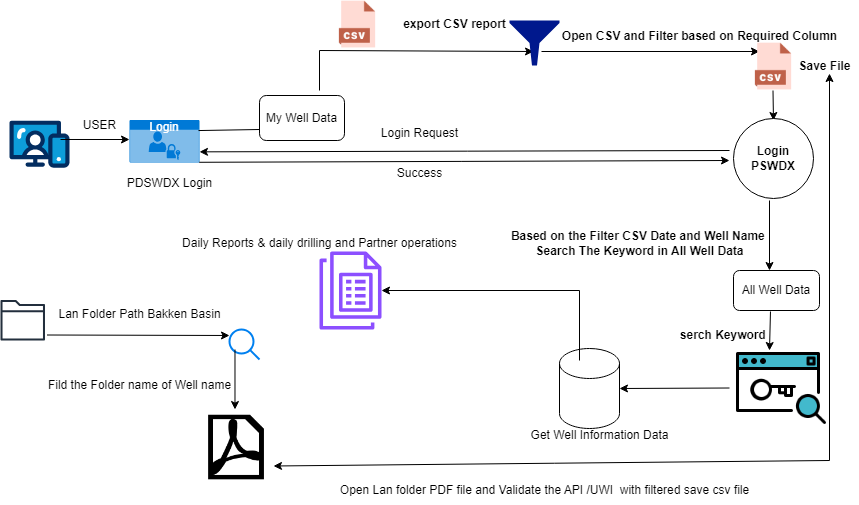 export CSV report
CSV
Open CSV and Filter based on Required Column
CSV
Save File
USER
Login
My Well Data
Login Request
Login
PSWDX
PDSWDX Login
Success
Based on the Filter CSV Date and Well Name
Search The Keyword in All Well Data
Daily Reports & daily drilling and Partner operations
All Well Data
Lan Folder Path Bakken Basin
serch Keyword
Fild the Folder name of Well name
Get Well Information Data
Open Lan folder PDF file and Validate the API /UWI with filtered save csv file